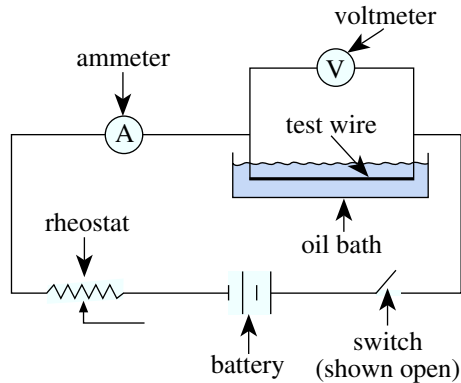 voltmeter
ammeter
V
A
test wire
rheostat
oil bath
battery
switch
(shown open)